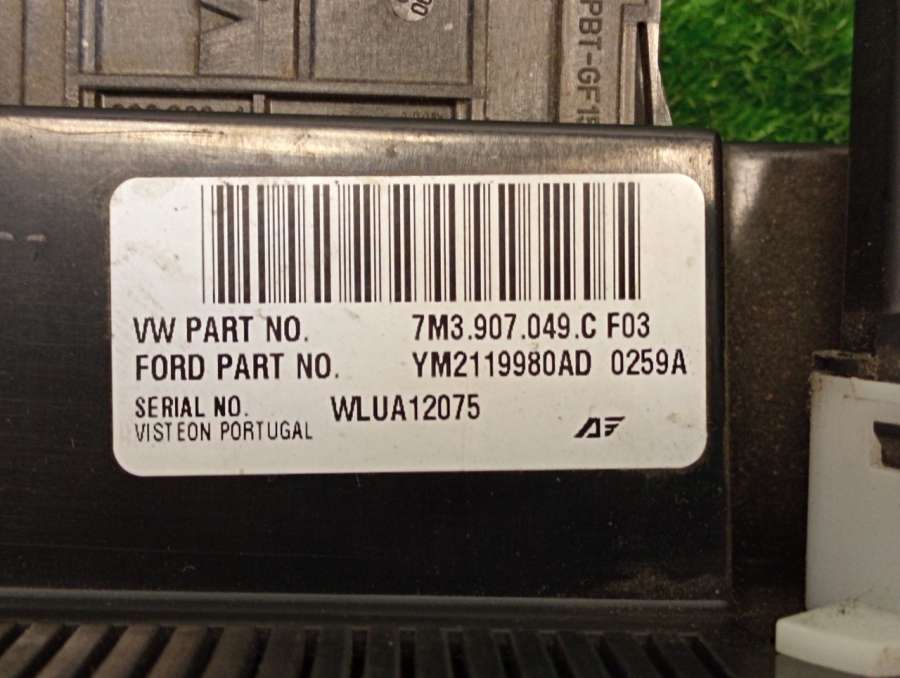 PBT-GF15
VW PART NO. 7M3.907.049.C F03
FORD PART NO. YM2119980AD 0259A
SERIAL NO. WLUA12075
VISTEON PORTUGAL
AF